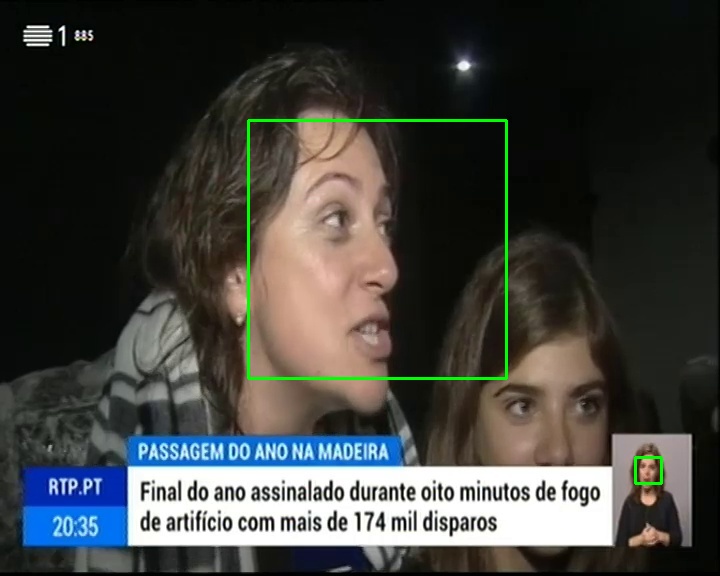 1 885
PASSAGEM DO ANO NA MADEIRA
RTP.PT
Final do ano assinalado durante oito minutos de fogo
de artifício com mais de 174 mil disparos
20:35